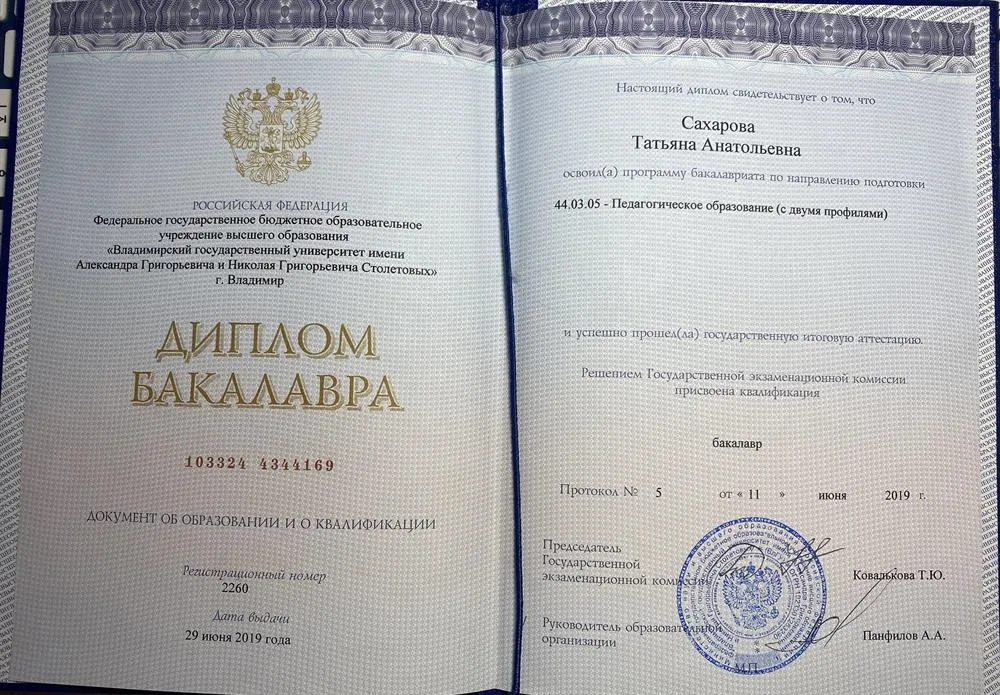 РОССИЙСКАЯ ФЕДЕРАЦИЯ
Федеральное государственное бюджетное образовательное
учреждение высшего образования
«Владимирский государственный университет имени
Александра Григорьевича и Николая Григорьевича Столетовых»
г. Владимир
ДИПЛОМ
БАКАЛАВРА
103324 4344169
ДОКУМЕНТ ОБ ОБРАЗОВАНИИ И О КВАЛИФИКАЦИИ
Регистрационный номер
2260
Дата выдачи
29 июня 2019 года
Настоящий диплом свидетельствует о том, что
Сахарова
Татьяна Анатольевна
освоил(а) программу бакалавриата по направлению подготовки
44.03.05 - Педагогическое образование (с двумя профилями)
и успешно прошел(ла) государственную итоговую аттестацию.
Решением Государственной экзаменационной комиссии
присвоена квалификация
бакалавр
Протокол № 5 от « 11 » июня 2019 г.
Председатель
Государственной
экзаменационной комиссии
Ковалькова Т.Ю.
Руководитель образовательной
организации
Панфилов А.А.
М.П.